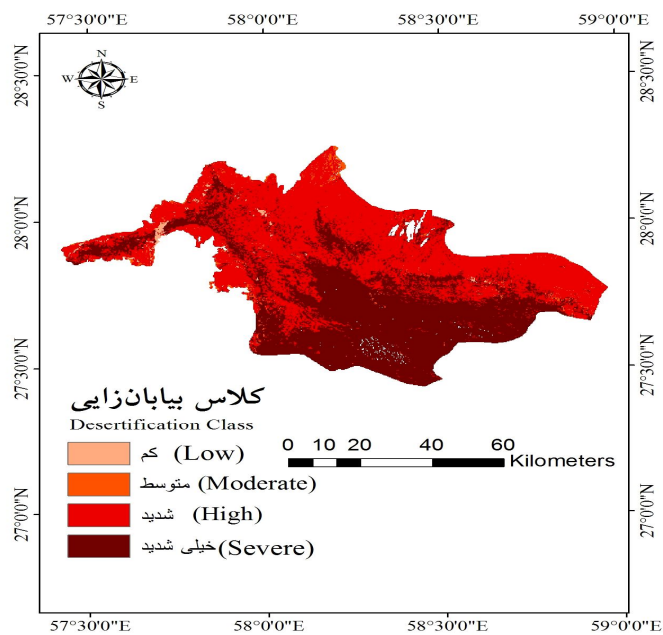 57°30'0"E 58°0'0"E 58°30'0"E 59°0'0"E
28°30'0"N 28°30'0"N
N
W E
S
28°0'0"N 28°0'0"N
27°30'0"N 27°30'0"N
کلاس بیابان‌زایی
Desertification Class
کم (Low)
متوسط (Moderate)
شدید (High)
خیلی شدید (Severe)
0 10 20 40 60
Kilometers
27°0'0"N 27°0'0"N
57°30'0"E 58°0'0"E 58°30'0"E 59°0'0"E